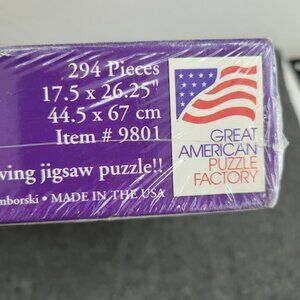 294 Pieces
17.5 x 26.25"
44.5 x 67 cm
Item # 9801
GREAT
AMERICAN
PUZZLE
FACTORY
jigsaw puzzle!!
• MADE IN THE USA